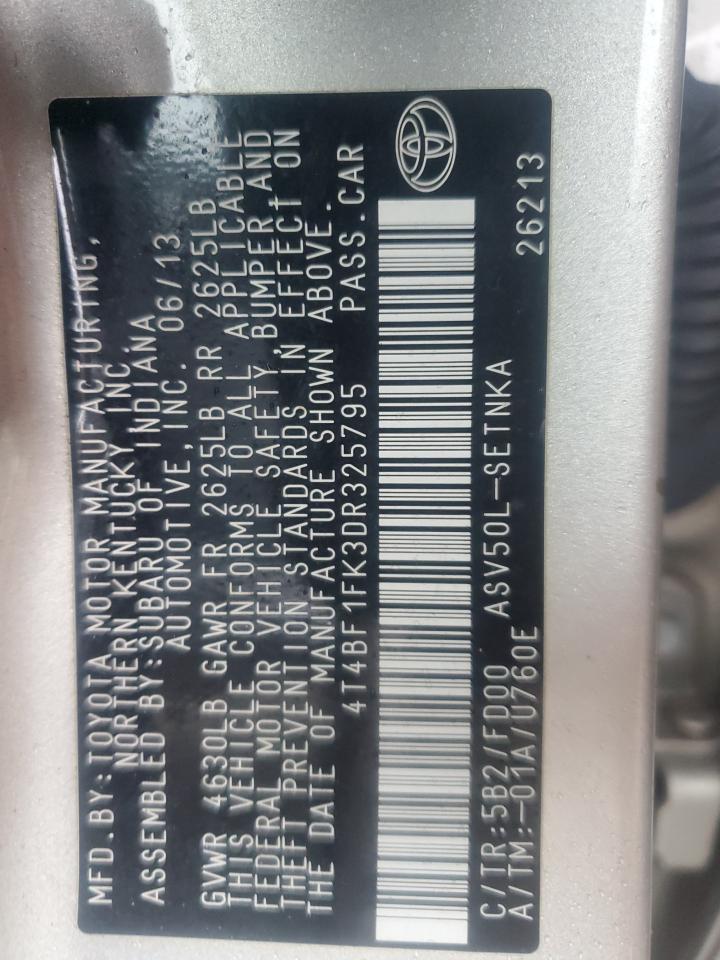 MFD.BY:TOYOTA MOTOR MANUFACTURING,
NORTHERN KENTUCKY INC.
ASSEMBLED BY:SUBARU OF INDIANA
AUTOMOTIVE,INC. 06/13
GVWR 4630LB GAWR FR 2625LB RR 2625LB
THIS VEHICLE CONFORMS TO ALL APPLICABLE
FEDERAL MOTOR VEHICLE SAFETY, BUMPER AND
THEFT PREVENTION STANDARDS IN EFFECT ON
THE DATE OF MANUFACTURE SHOWN ABOVE.
4T4BF1FK3DR325795 PASS.CAR
C/TR:5B2/FD00 ASV50L-SETNKA 26213
A/TM:-01A/U760E